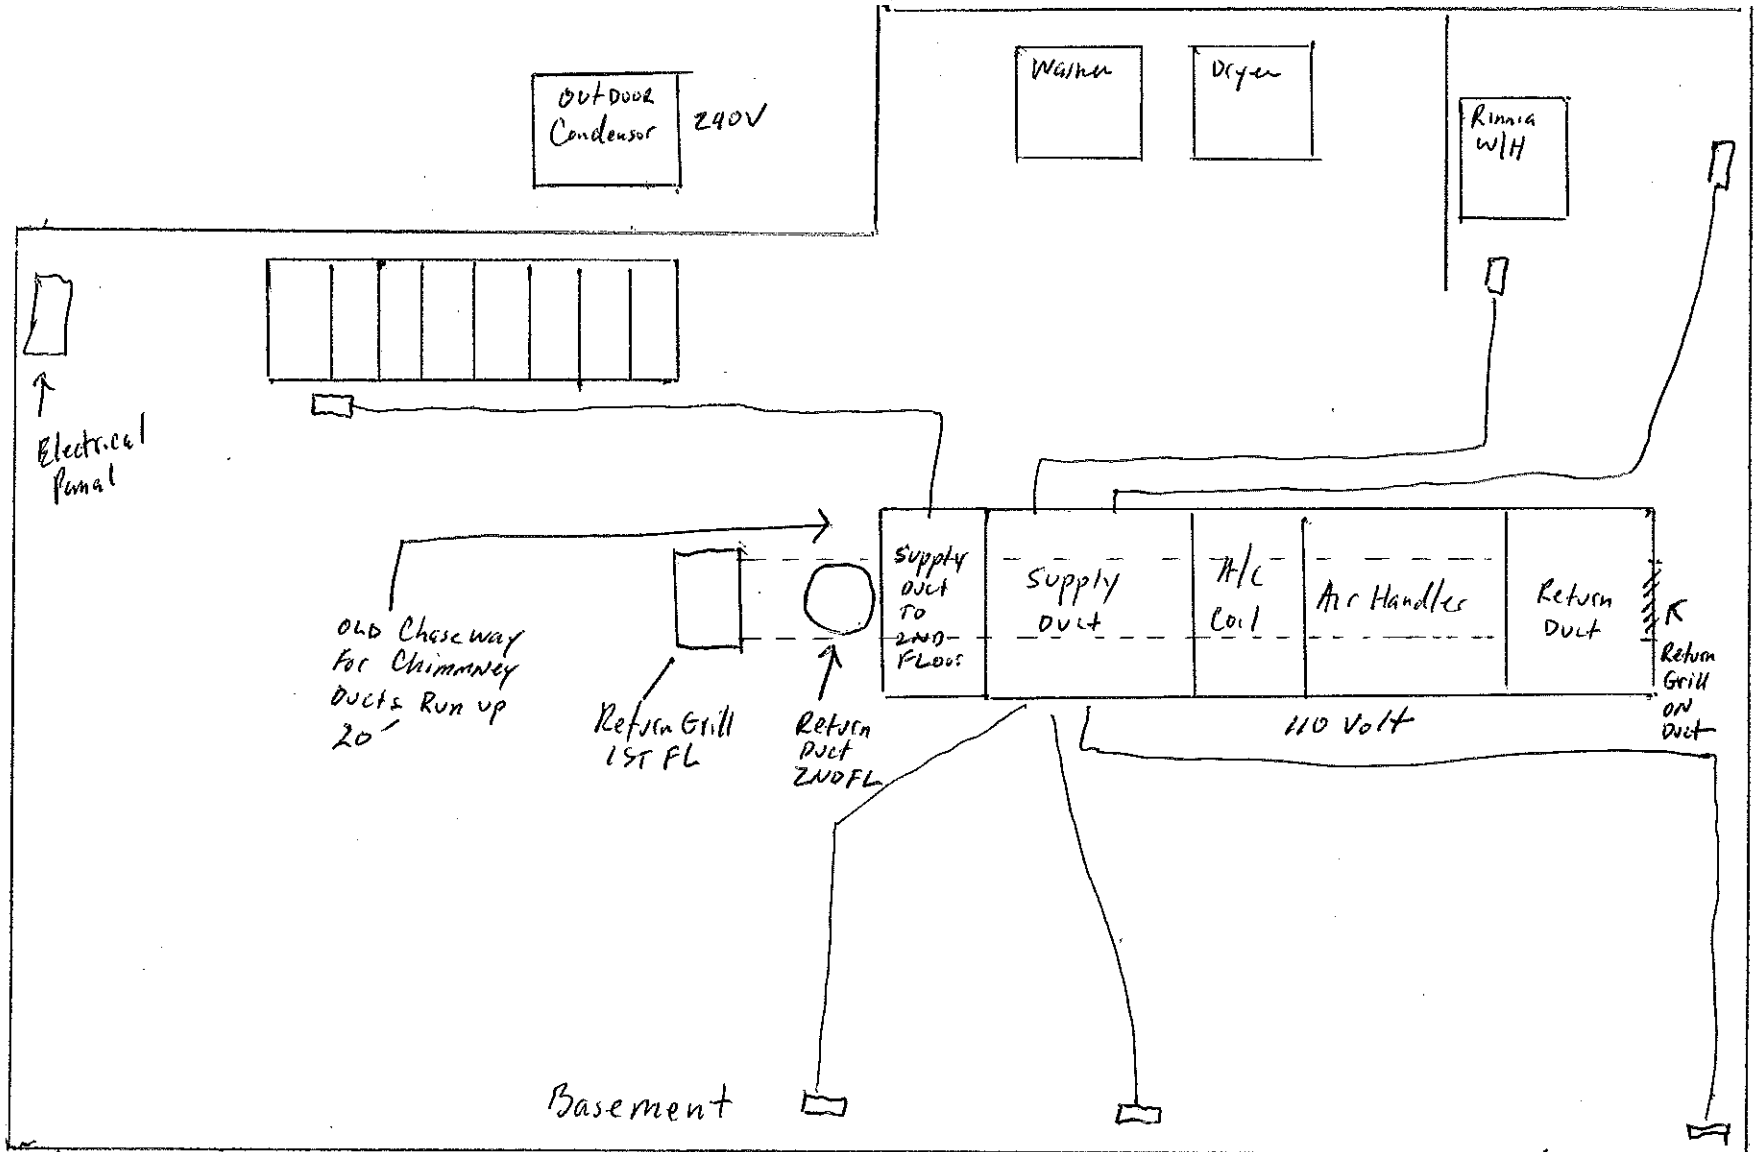 OUTDOOR
Condensor
240V
Washer
Dryer
Rinnia
W/H
Electrical
Panal
Supply
Duct
TO
2ND
FLoor
Supply
Duct
A/C
Coil
Air Handler
Return
Duct
Return
Grill
ON
Duct
OLD Chaseway
For Chimmney
Ducts Run up
20'
Return Grill
1ST FL
Return
Duct
2ND FL
110 Volt
Basement